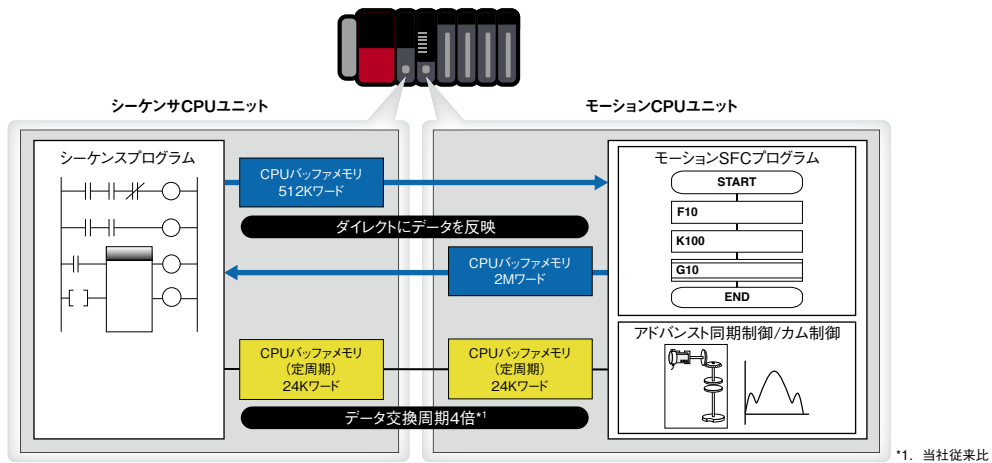 シーケンサCPUユニット
モーションCPUユニット
シーケンスプログラム
CPUバッファメモリ
512Kワード
ダイレクトにデータを反映
CPUバッファメモリ
2Mワード
CPUバッファメモリ
(定周期)
24Kワード
CPUバッファメモリ
(定周期)
24Kワード
データ交換周期4倍*1
モーションSFCプログラム
START
F10
K100
G10
END
アドバンスト同期制御/カム制御
*1. 当社従来比